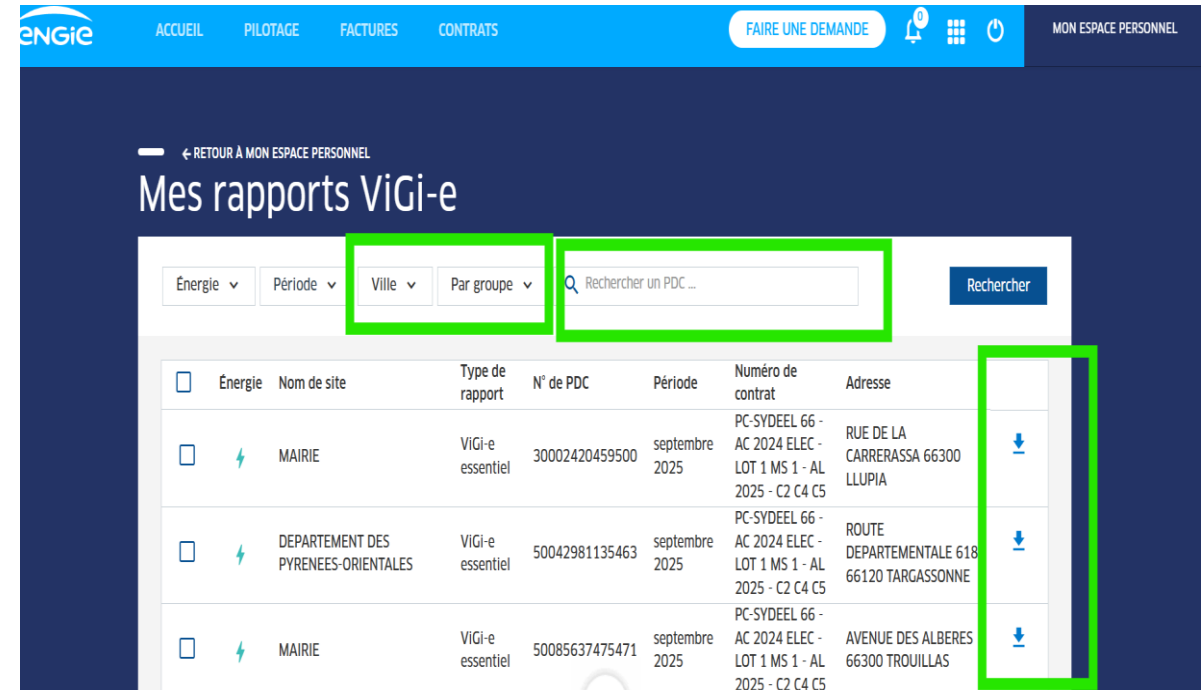 ENGIE
ACCUEIL PILOTAGE FACTURES CONTRATS FAIRE UNE DEMANDE 0 MON ESPACE PERSONNEL
← RETOUR À MON ESPACE PERSONNEL
Mes rapports ViGi-e
Énergie Période Ville Par groupe Rechercher un PDC ... Rechercher
Énergie Nom de site Type de rapport N° de PDC Période Numéro de contrat Adresse
MAIRIE ViGi-e essentiel 30002420459500 septembre 2025 PC-SYDEEL 66 - AC 2024 ELEC - LOT 1 MS 1 - AL 2025 - C2 C4 C5 RUE DE LA CARRERASSA 66300 LLUPIA
DEPARTEMENT DES PYRENEES-ORIENTALES ViGi-e essentiel 50042981135463 septembre 2025 PC-SYDEEL 66 - AC 2024 ELEC - LOT 1 MS 1 - AL 2025 - C2 C4 C5 ROUTE DEPARTEMENTALE 618 66120 TARGASSONNE
MAIRIE ViGi-e essentiel 50085637475471 septembre 2025 PC-SYDEEL 66 - AC 2024 ELEC - LOT 1 MS 1 - AL 2025 - C2 C4 C5 AVENUE DES ALBERES 66300 TROUILLAS